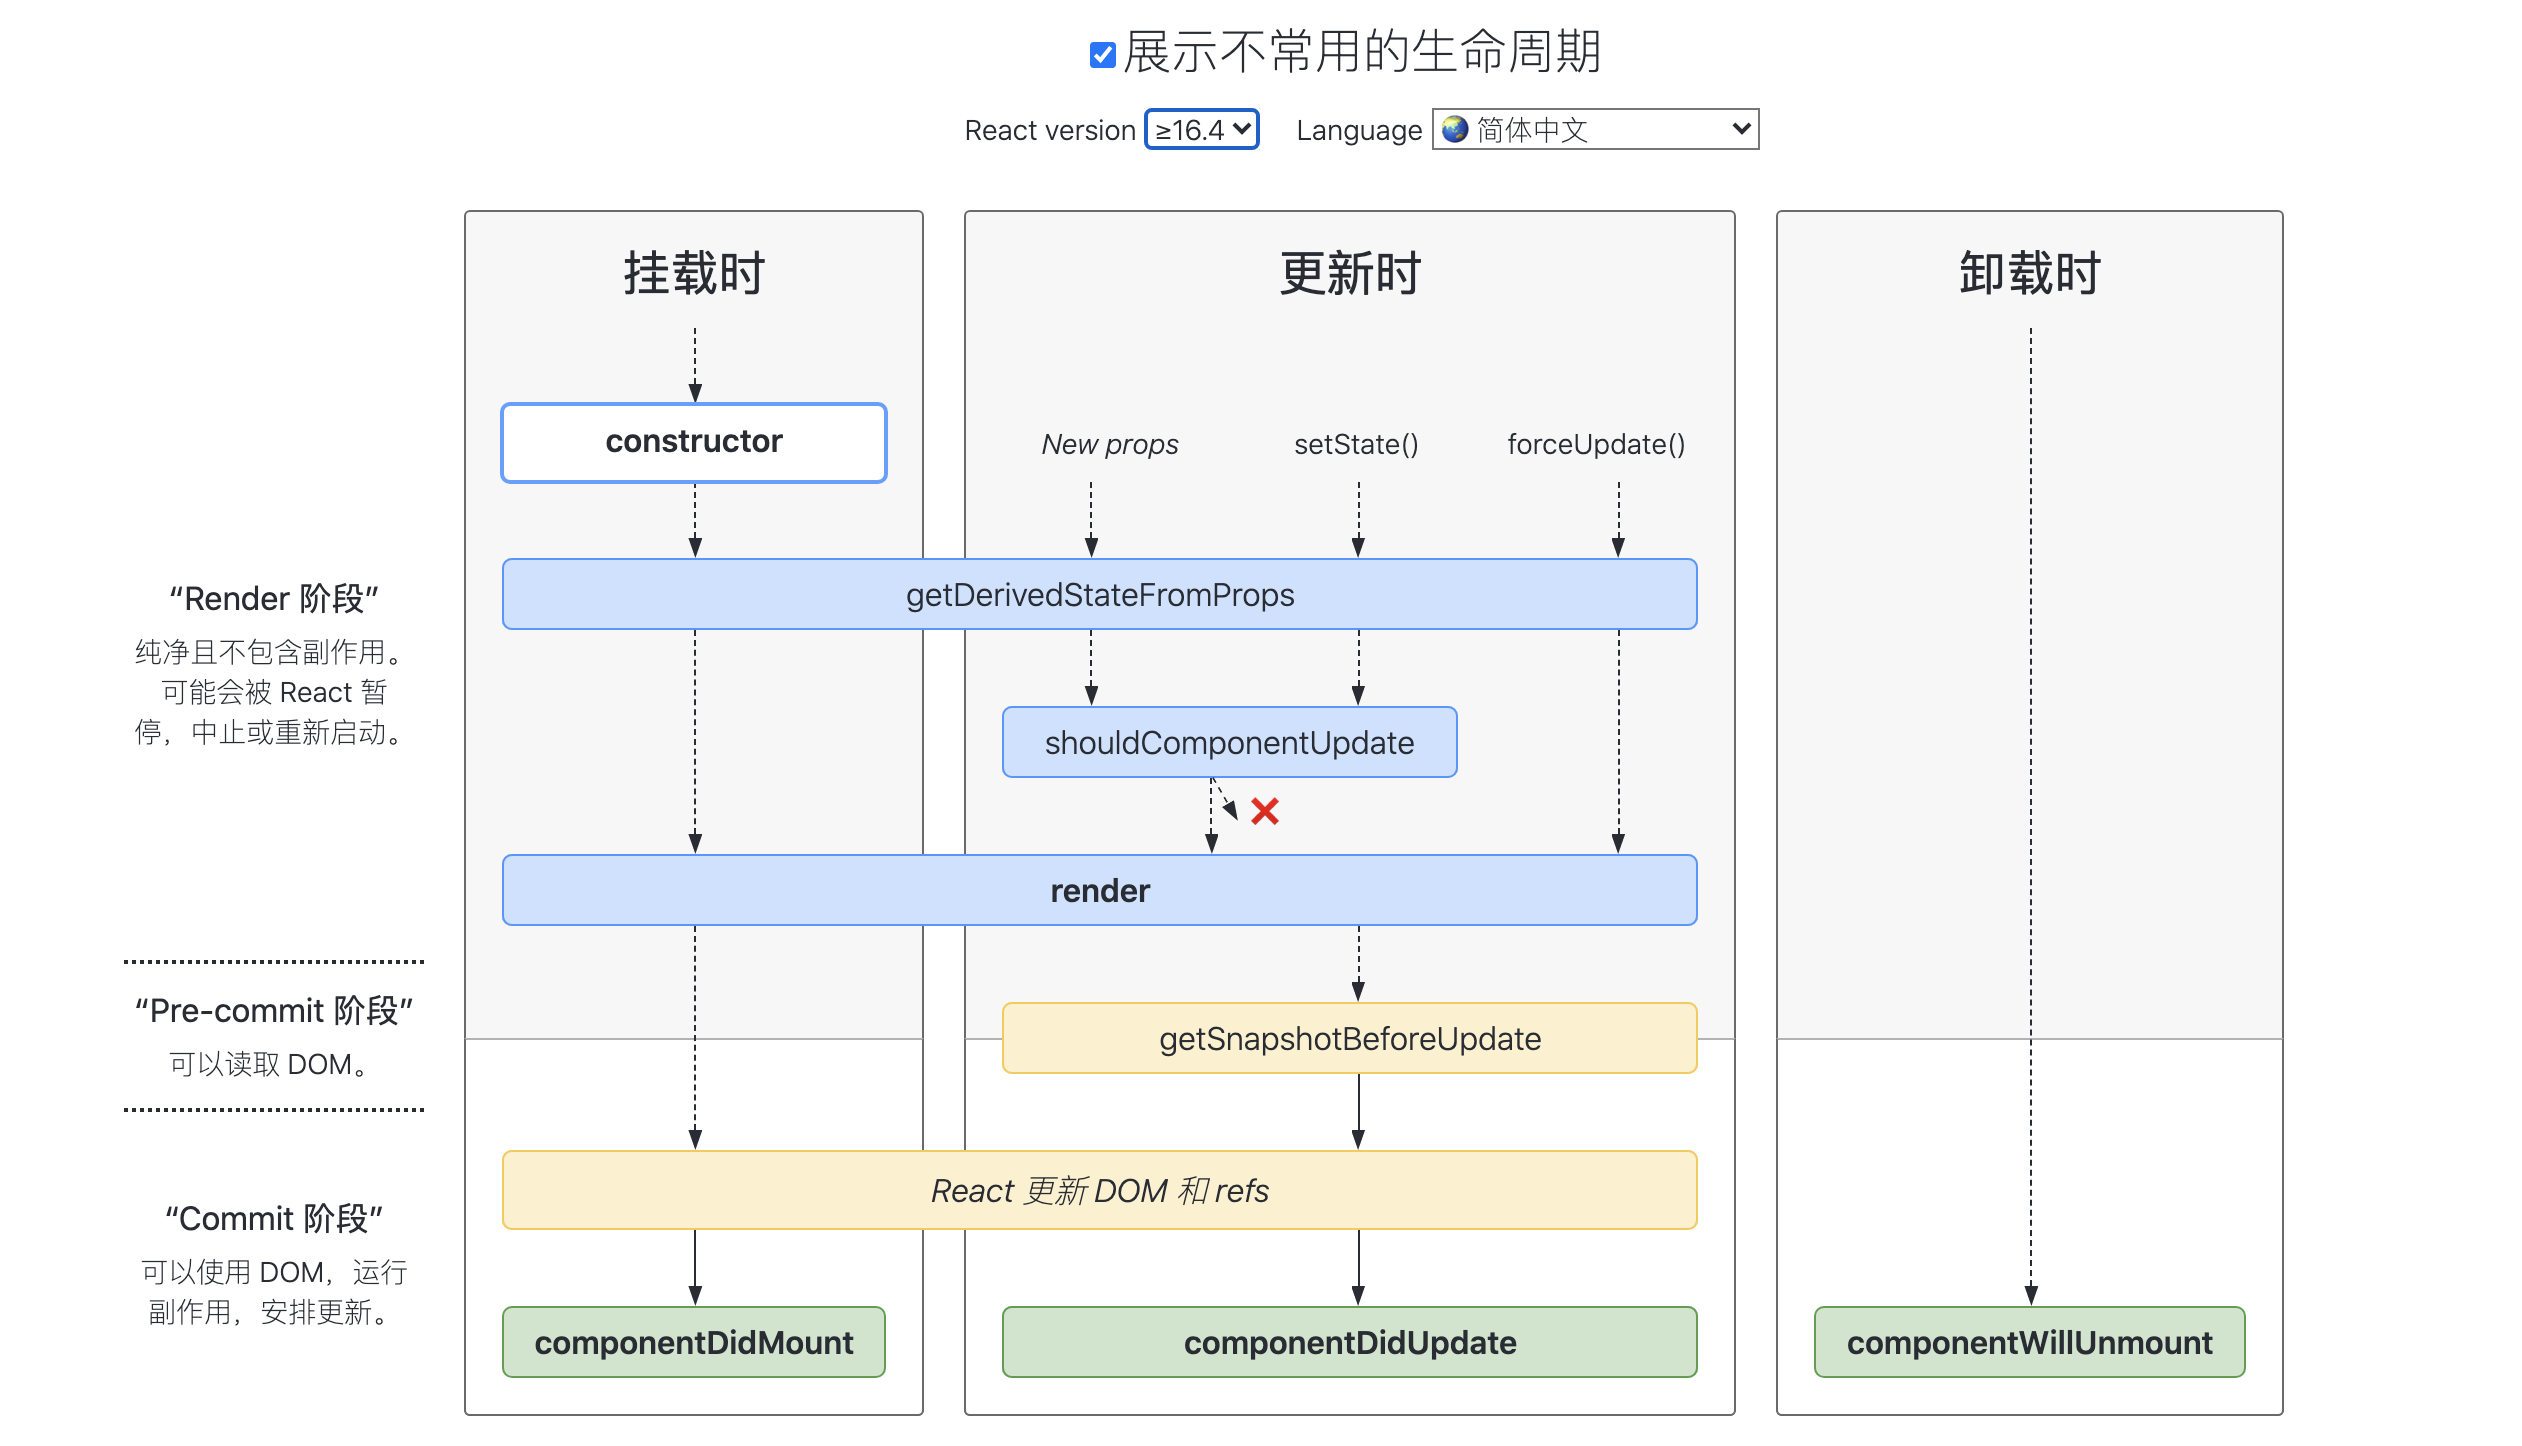 展示不常用的生命周期
React version ≥16.4 Language 简体中文
挂载时
更新时
卸载时
constructor
New props
setState()
forceUpdate()
getDerivedStateFromProps
“Render 阶段”
纯净且不包含副作用。
可能会被 React 暂
停，中止或重新启动。
shouldComponentUpdate
render
“Pre-commit 阶段”
可以读取 DOM。
getSnapshotBeforeUpdate
React 更新 DOM 和 refs
“Commit 阶段”
可以使用 DOM，运行
副作用，安排更新。
componentDidMount
componentDidUpdate
componentWillUnmount